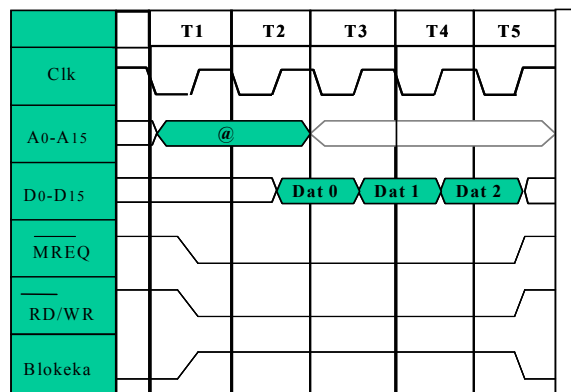 T1 T2 T3 T4 T5
Clk
A0-A15 @
D0-D15 Dat 0 Dat 1 Dat 2
MREQ
RD/WR
Blokeka